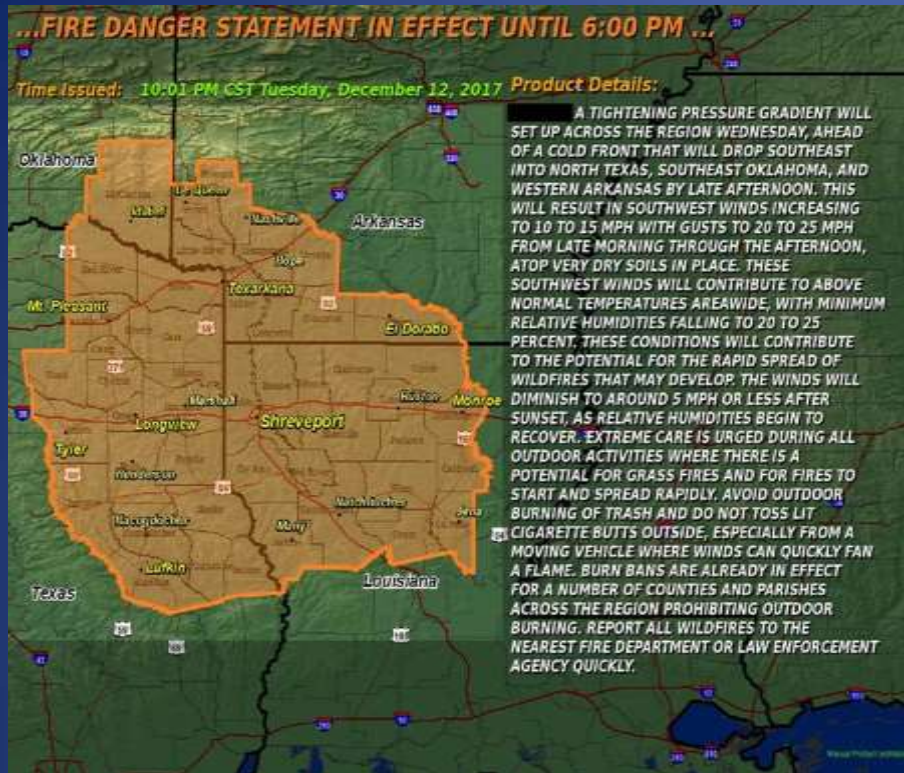 ...FIRE DANGER STATEMENT IN EFFECT UNTIL 6:00 PM ...
Time Issued: 10:01 PM CST Tuesday, December 12, 2017
Product Details:
A TIGHTENING PRESSURE GRADIENT WILL
SET UP ACROSS THE REGION WEDNESDAY, AHEAD
OF A COLD FRONT THAT WILL DROP SOUTHEAST
INTO NORTH TEXAS, SOUTHEAST OKLAHOMA, AND
WESTERN ARKANSAS BY LATE AFTERNOON. THIS
WILL RESULT IN SOUTHWEST WINDS INCREASING
TO 10 TO 15 MPH WITH GUSTS TO 20 TO 25 MPH
FROM LATE MORNING THROUGH THE AFTERNOON,
ATOP VERY DRY SOILS IN PLACE. THESE
SOUTHWEST WINDS WILL CONTRIBUTE TO ABOVE
NORMAL TEMPERATURES AREAWIDE, WITH MINIMUM
RELATIVE HUMIDITIES FALLING TO 20 TO 25
PERCENT. THESE CONDITIONS WILL CONTRIBUTE
TO THE POTENTIAL FOR THE RAPID SPREAD OF
WILDFIRES THAT MAY DEVELOP. THE WINDS WILL
DIMINISH TO AROUND 5 MPH OR LESS AFTER
SUNSET, AS RELATIVE HUMIDITIES BEGIN TO
RECOVER. EXTREME CARE IS URGED DURING ALL
OUTDOOR ACTIVITIES WHERE THERE IS A
POTENTIAL FOR GRASS FIRES AND FOR FIRES TO
START AND SPREAD RAPIDLY. AVOID OUTDOOR
BURNING OF TRASH AND DO NOT TOSS LIT
CIGARETTE BUTTS OUTSIDE, ESPECIALLY FROM A
MOVING VEHICLE WHERE WINDS CAN QUICKLY FAN
A FLAME. BURN BANS ARE ALREADY IN EFFECT
FOR A NUMBER OF COUNTIES AND PARISHES
ACROSS THE REGION PROHIBITING OUTDOOR
BURNING. REPORT ALL WILDFIRES TO THE
NEAREST FIRE DEPARTMENT OR LAW ENFORCEMENT
AGENCY QUICKLY.
Oklahoma
De Queen
Idabel
Nashville
Arkansas
Hope
Texarkana
Mt. Pleasant
El Dorado
Marshall
Ruston
Monroe
Longview
Shreveport
Tyler
Henderson
Natchitoches
Nacogdoches
Many
Jena
Lufkin
Louisiana
Texas